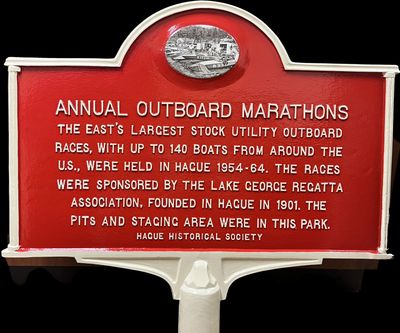 ANNUAL OUTBOARD MARATHONS
THE EAST'S LARGEST STOCK UTILITY OUTBOARD
RACES, WITH UP TO 140 BOATS FROM AROUND THE
U.S., WERE HELD IN HAGUE 1954-64. THE RACES
WERE SPONSORED BY THE LAKE GEORGE REGATTA
ASSOCIATION, FOUNDED IN HAGUE IN 1901. THE
PITS AND STAGING AREA WERE IN THIS PARK.
HAGUE HISTORICAL SOCIETY